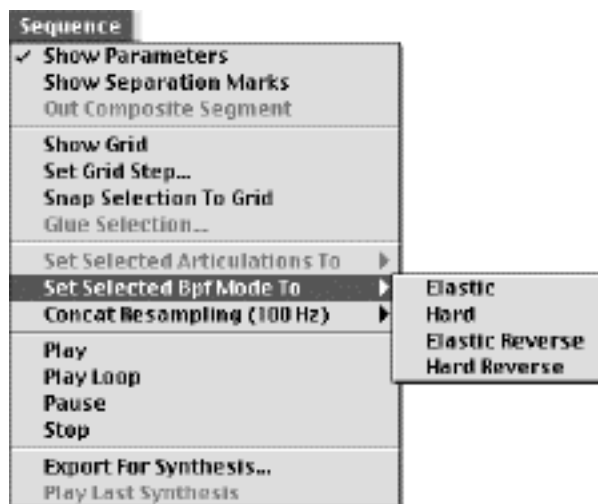 Sequence
Show Parameters
Show Separation Marks
Out Composite Segment
Show Grid
Set Grid Step...
Snap Selection To Grid
Glue Selection...
Set Selected Articulations To
Set Selected Bpf Mode To
Concat Resampling (100 Hz)
Play
Play Loop
Pause
Stop
Export For Synthesis...
Play Last Synthesis
Elastic
Hard
Elastic Reverse
Hard Reverse